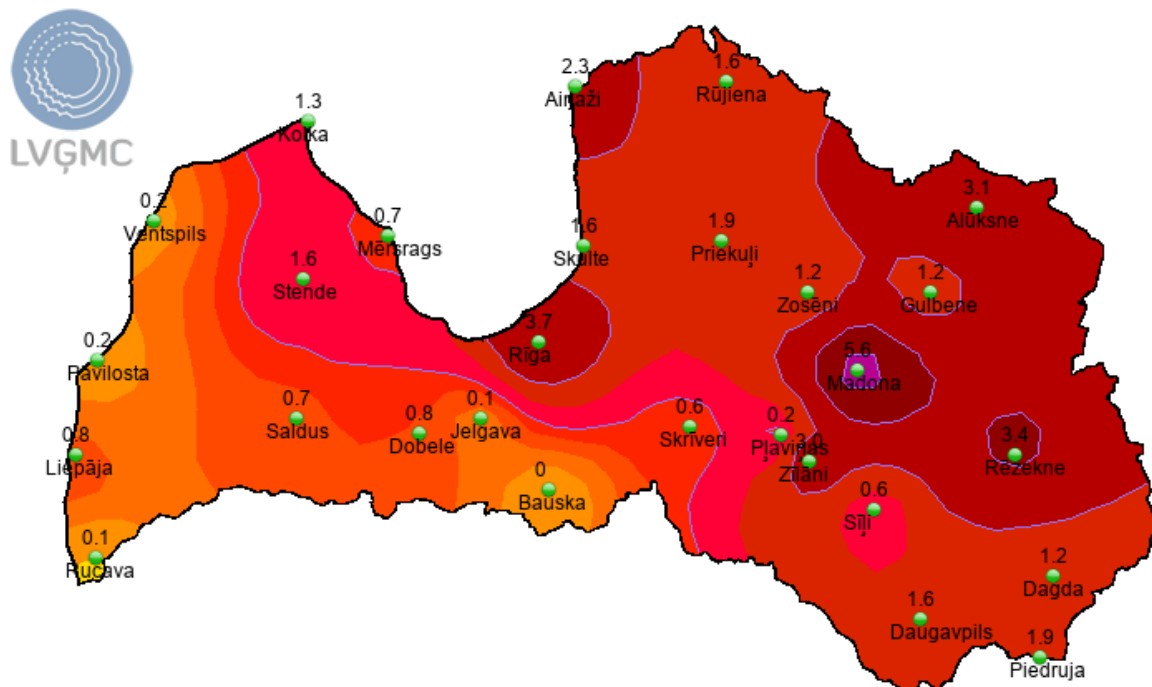 LVĢMC
2.3
Ainaži
1.6
Rūjiena
1.3
Kolka
0.2
Ventspils
0.7
Mērsrags
1.6
Stende
1.6
Skulte
1.9
Priekuļi
3.1
Alūksne
1.2
Zosēni
1.2
Gulbene
3.7
Rīga
5.6
Madona
0.2
Pāvilosta
0.7
Saldus
0.8
Dobele
0.1
Jelgava
0.6
Skrīveri
0.2
Pļaviņas
3.0
Zīlāni
3.4
Rēzekne
0.8
Liepāja
0
Bauska
0.6
Sīļi
0.1
Rucava
1.2
Dagda
1.6
Daugavpils
1.9
Piedruja